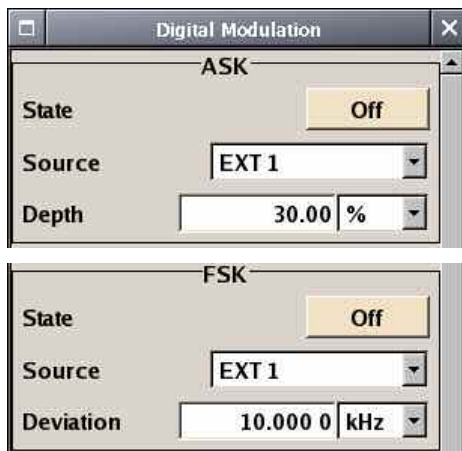 Digital Modulation
ASK
State Off
Source EXT 1
Depth 30.00 %
FSK
State Off
Source EXT 1
Deviation 10.000 0 kHz